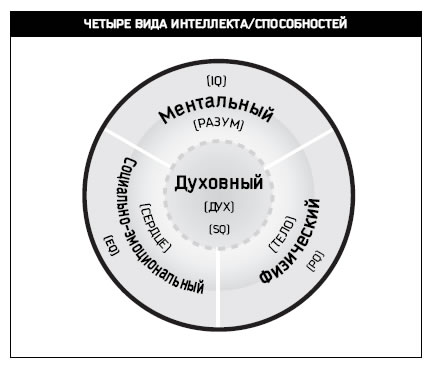 ЧЕТЫРЕ ВИДА ИНТЕЛЛЕКТА/СПОСОБНОСТЕЙ
(IQ)
Ментальный
(РАЗУМ)
Духовный
(ДУХ)
(SQ)
Социально-эмоциональный
(СЕРДЦЕ)
(EQ)
Физический
(ТЕЛО)
(PQ)